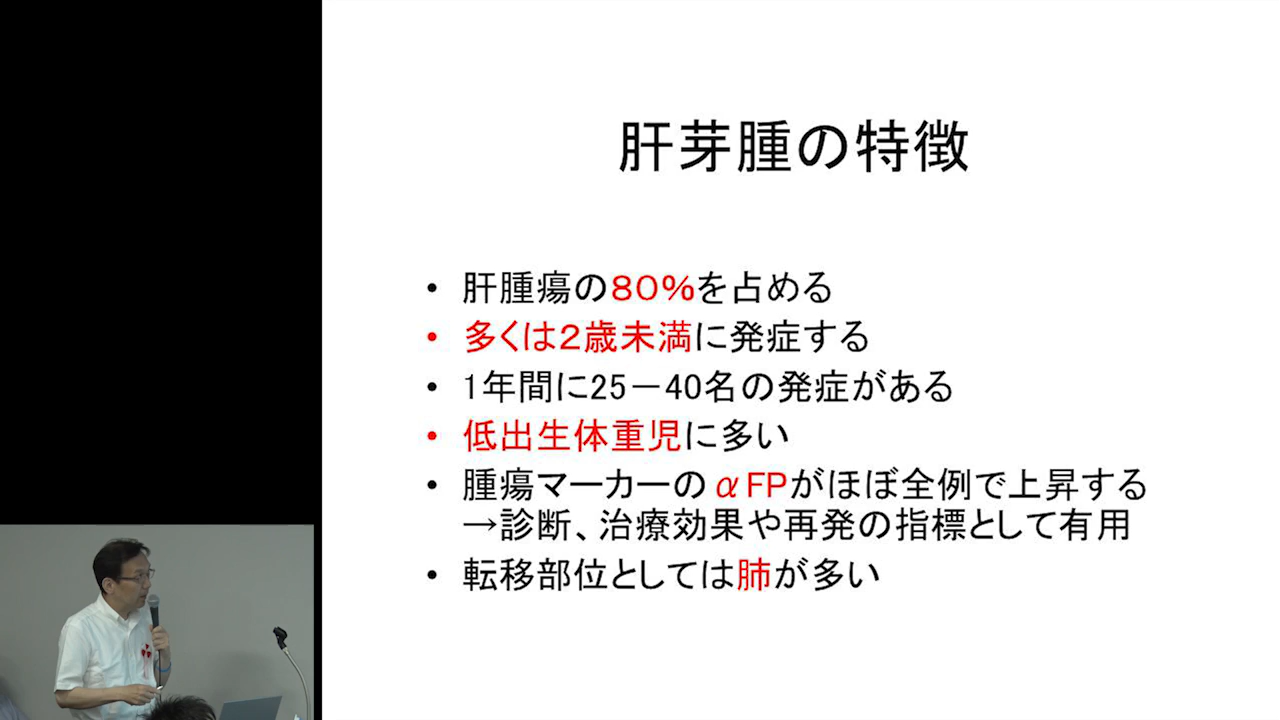 肝芽腫の特徴
• 肝腫瘍の80%を占める
• 多くは2歳未満に発症する
• 1年間に25－40名の発症がある
• 低出生体重児に多い
• 腫瘍マーカーのαFPがほぼ全例で上昇する
→診断、治療効果や再発の指標として有用
• 転移部位としては肺が多い